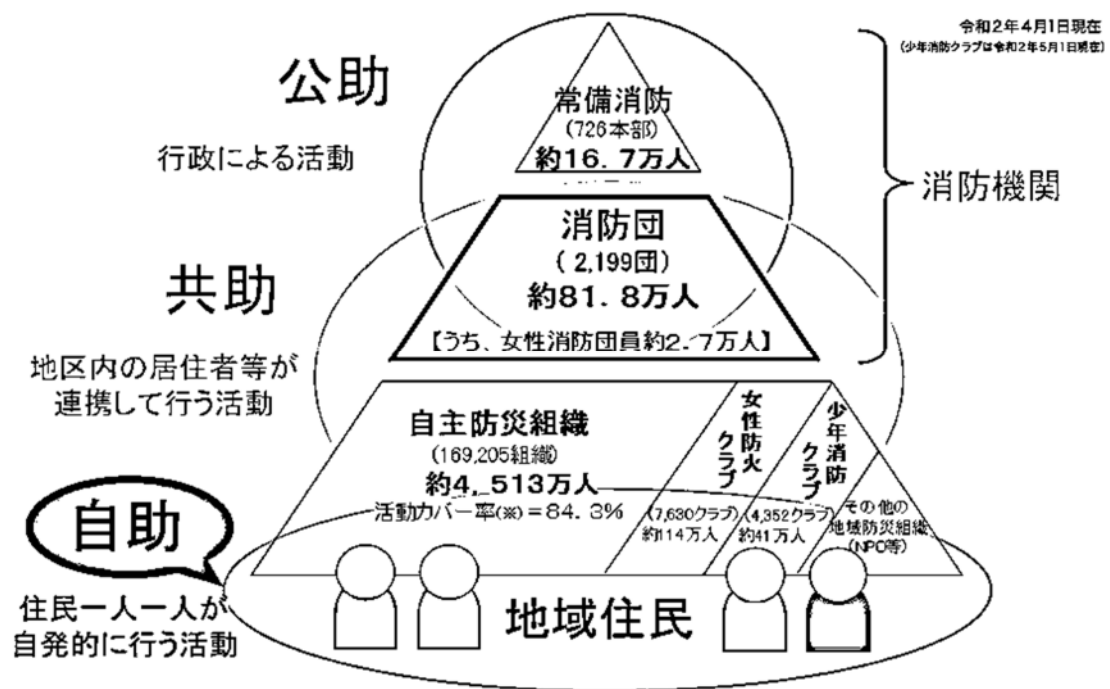 令和2年4月1日現在
(少年消防クラブは令和2年5月1日現在)
公助
行政による活動
常備消防
(726本部)
約16.7万人
消防機関
消防団
(2,199団)
約81.8万人
【うち、女性消防団員約2.7万人】
共助
地区内の居住者等が
連携して行う活動
自主防災組織
(169,205組織)
約4,513万人
活動カバー率(※)=84.3%
女性防火
クラブ
(7,630クラブ)
約114万人
少年消防
クラブ
(4,352クラブ)
約41万人
その他の
地域防災組織
(NPO等)
自助
住民一人一人が
自発的に行う活動
地域住民